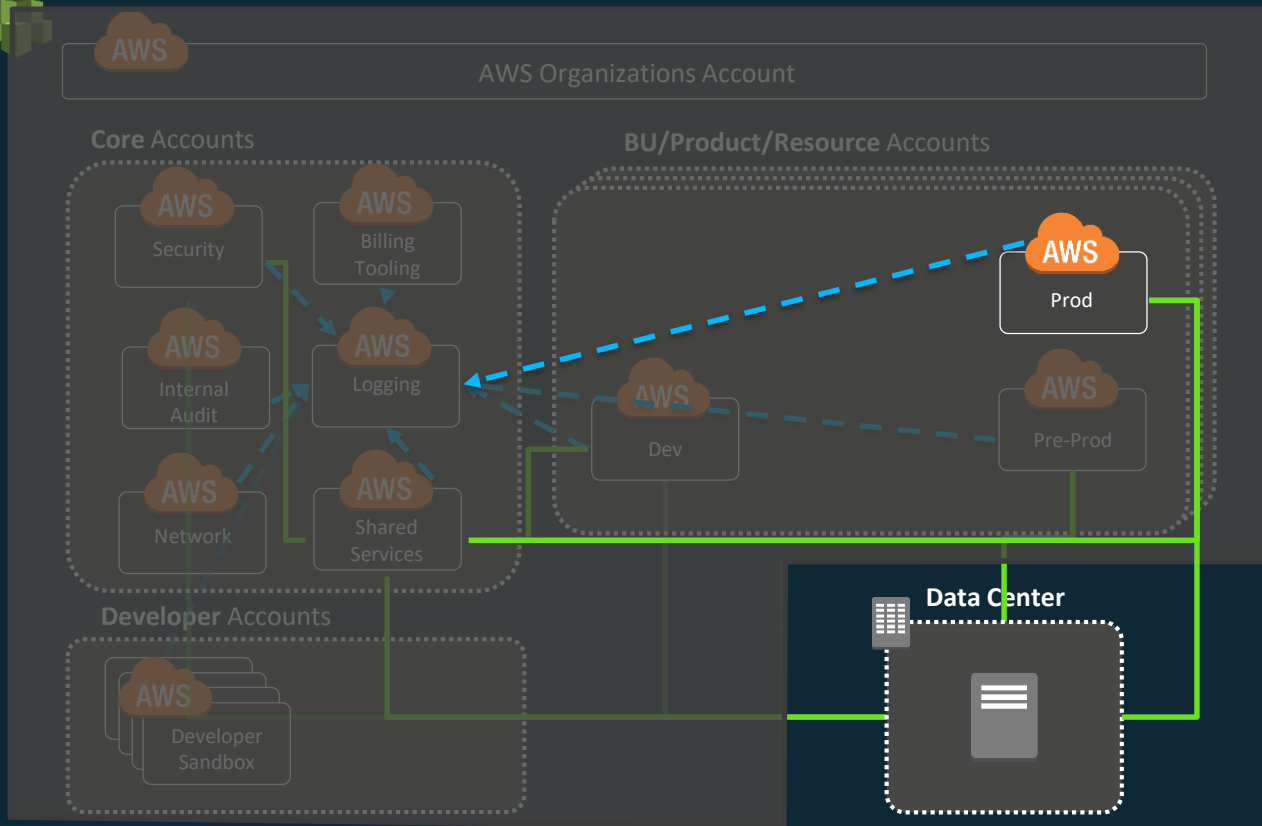 AWS
AWS Organizations Account
Core Accounts
BU/Product/Resource Accounts
AWS
Security
AWS
Billing
Tooling
AWS
Prod
AWS
Internal
Audit
AWS
Logging
AWS
Dev
AWS
Pre-Prod
AWS
Network
AWS
Shared
Services
Developer Accounts
Data Center
AWS
Developer
Sandbox